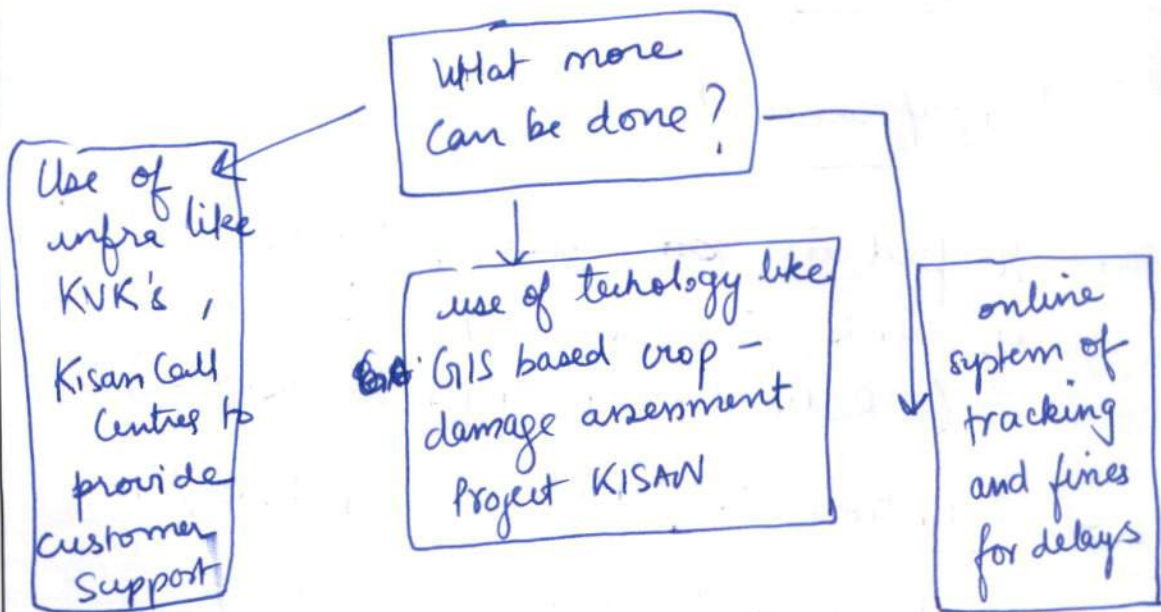 What more
can be done?
Use of
infra like
KVK's,
Kisan Call
Centres to
provide
customer
Support
use of techology like
GIS based crop -
damage assessment
Project KISAN
online
system of
tracking
and fines
for delays